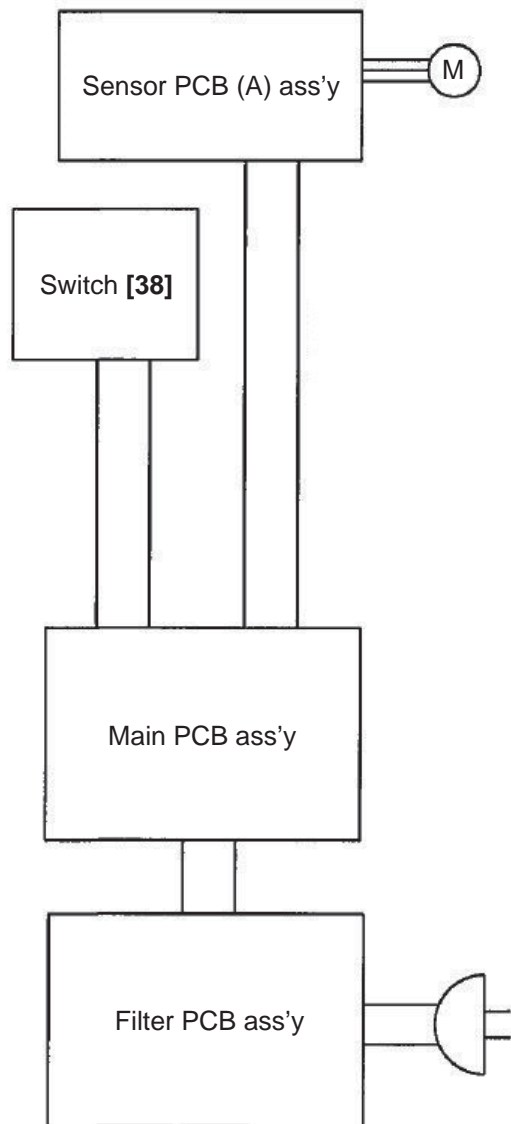 Sensor PCB (A) ass'y
M
Switch [38]
Main PCB ass'y
Filter PCB ass'y